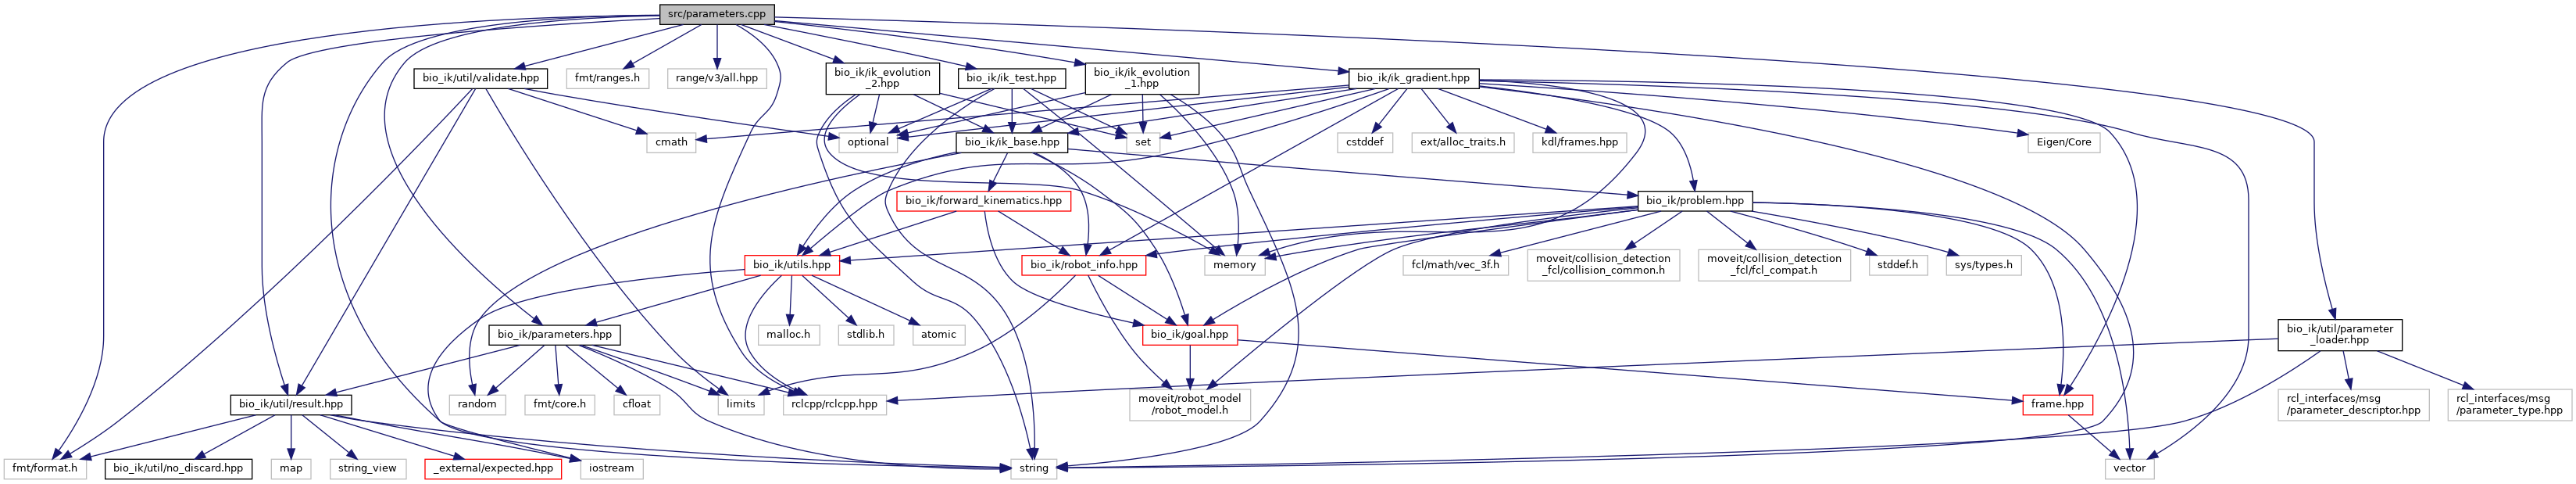 src/parameters.cpp
bio_ik/util/validate.hpp
fmt/ranges.h
range/v3/all.hpp
bio_ik/ik_evolution
_2.hpp
bio_ik/ik_test.hpp
bio_ik/ik_evolution
_1.hpp
bio_ik/ik_gradient.hpp
cmath
optional
bio_ik/ik_base.hpp
set
cstddef
ext/alloc_traits.h
kdl/frames.hpp
Eigen/Core
bio_ik/forward_kinematics.hpp
bio_ik/problem.hpp
bio_ik/utils.hpp
bio_ik/robot_info.hpp
memory
fcl/math/vec_3f.h
moveit/collision_detection
_fcl/collision_common.h
moveit/collision_detection
_fcl/fcl_compat.h
stddef.h
sys/types.h
bio_ik/parameters.hpp
malloc.h
stdlib.h
atomic
bio_ik/goal.hpp
bio_ik/util/parameter
_loader.hpp
bio_ik/util/result.hpp
random
fmt/core.h
cfloat
limits
rclcpp/rclcpp.hpp
moveit/robot_model
/robot_model.h
frame.hpp
rcl_interfaces/msg
/parameter_descriptor.hpp
rcl_interfaces/msg
/parameter_type.hpp
fmt/format.h
bio_ik/util/no_discard.hpp
map
string_view
_external/expected.hpp
iostream
string
vector